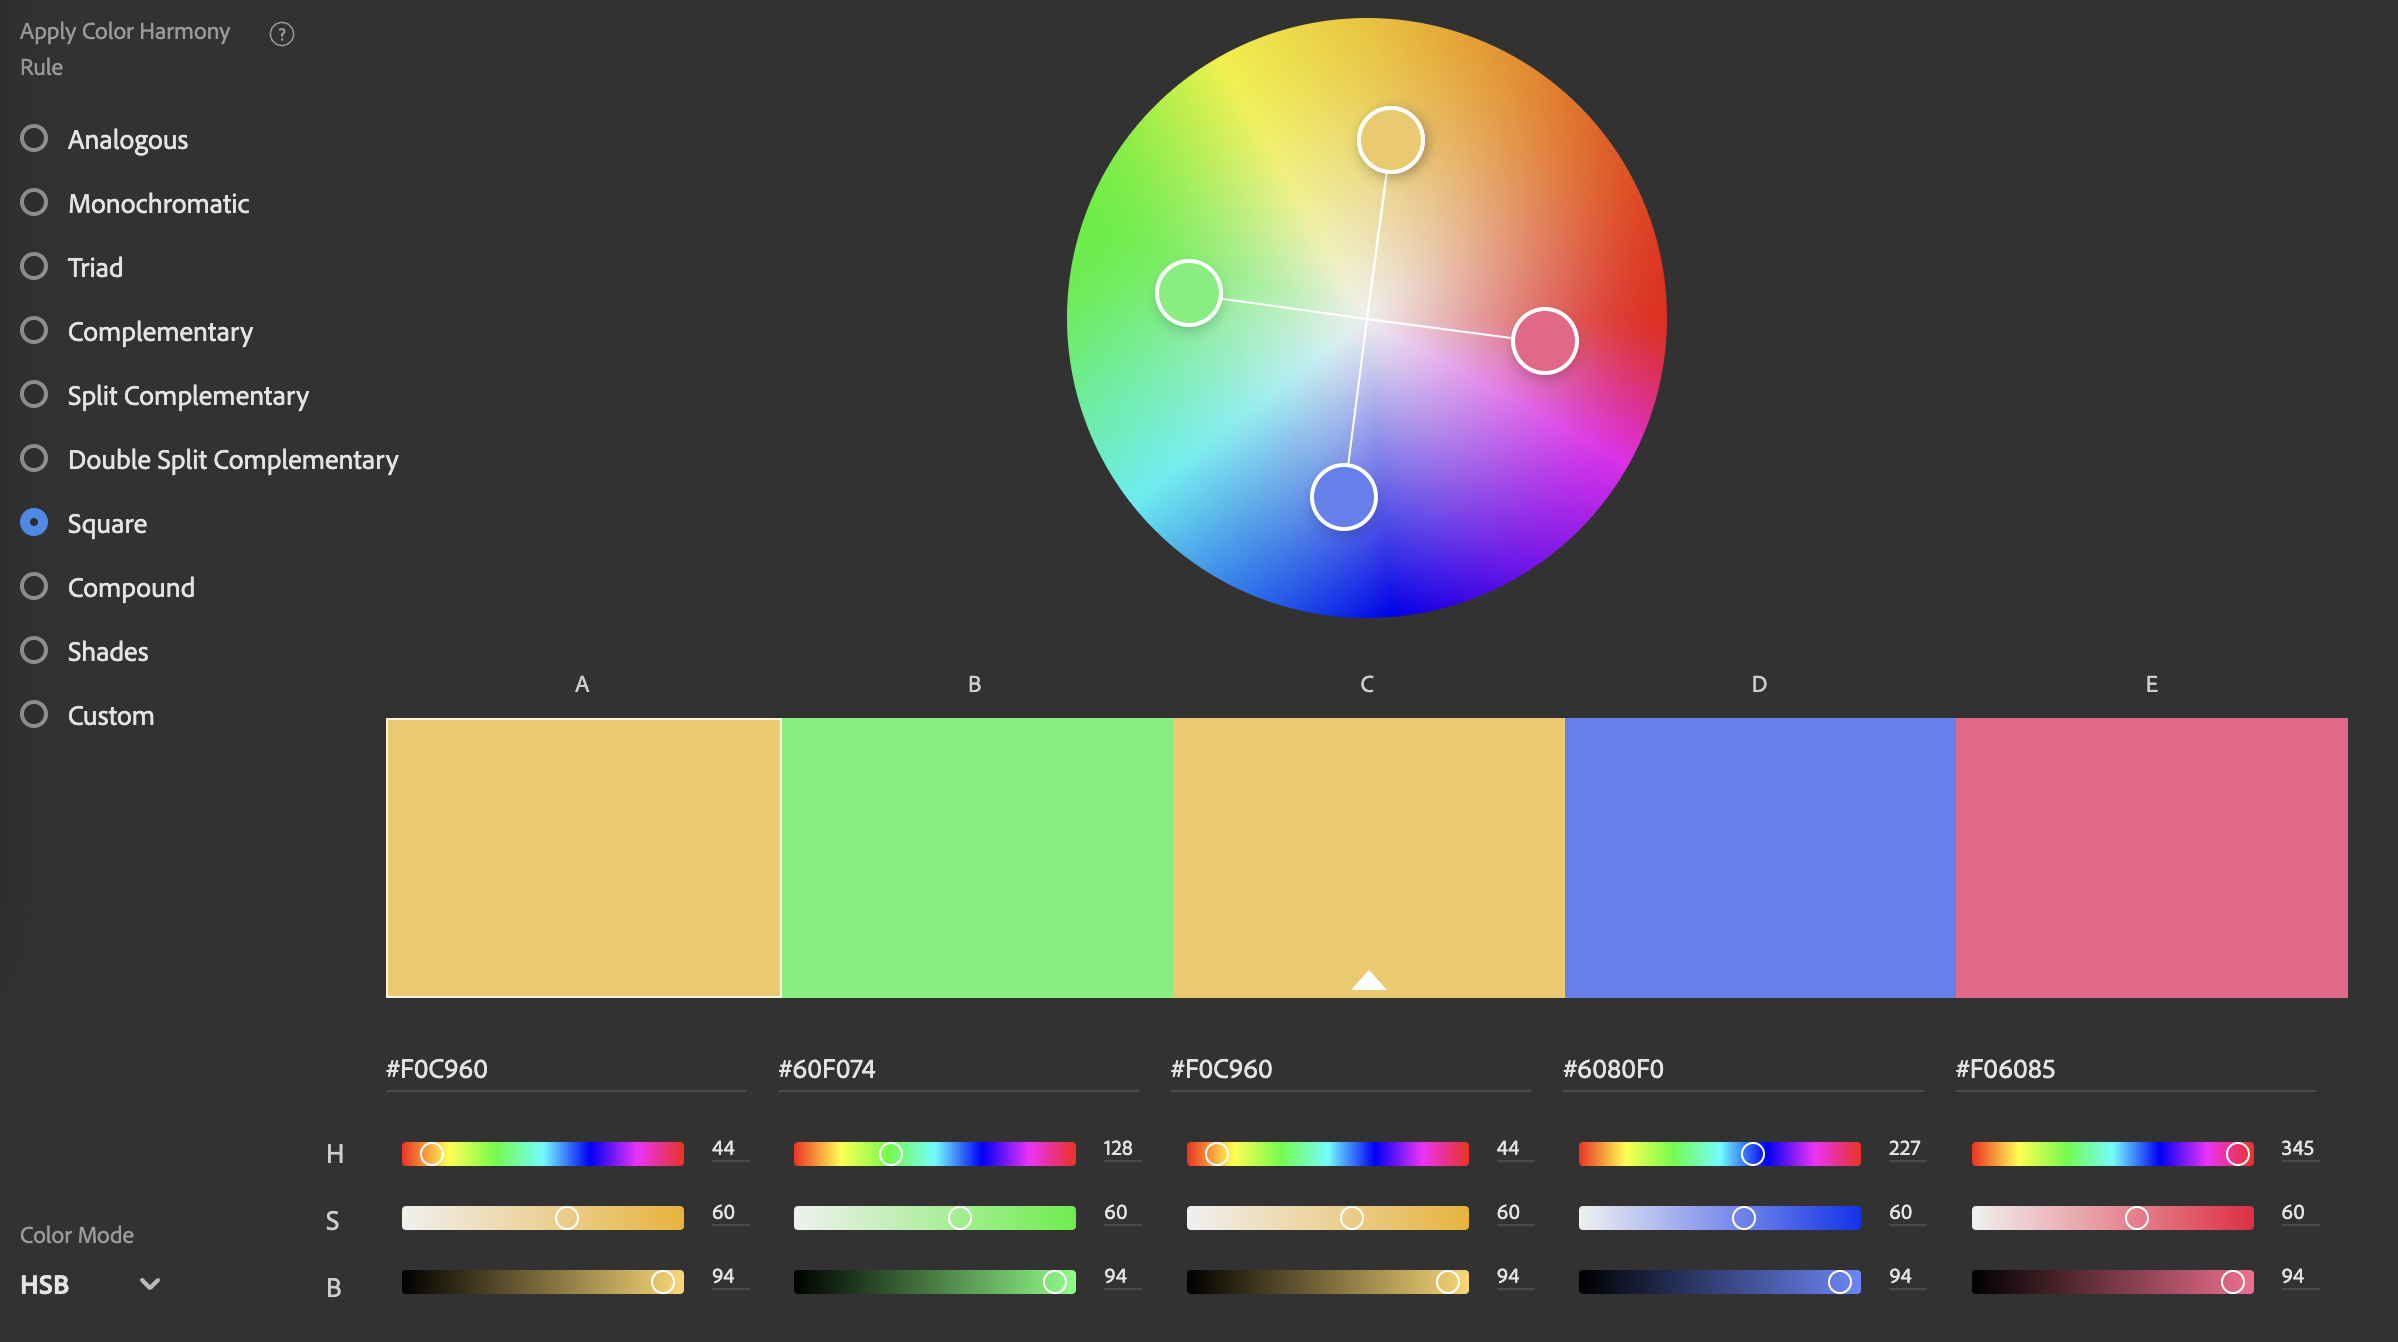 Apply Color Harmony
Rule
?
Analogous
Monochromatic
Triad
Complementary
Split Complementary
Double Split Complementary
Square
Compound
Shades
Custom
A B C D E
#F0C960 #60F074 #F0C960 #6080F0 #F06085
H 44 128 44 227 345
S 60 60 60 60 60
B 94 94 94 94 94
Color Mode
HSB